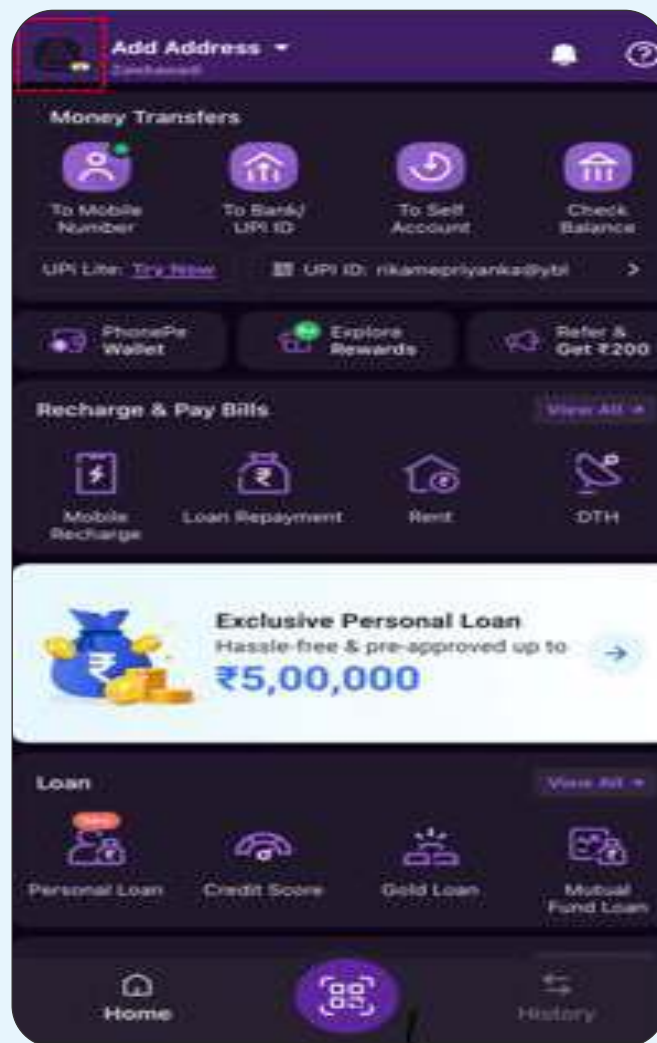 Add Address
Money Transfers
To Mobile Number
To Bank/ UPI ID
To Self Account
Check Balance
UPI Lite: Try Now
UPI ID: rikamepriyanka@ybl
PhonePe Wallet
Explore Rewards
Refer & Get ₹200
Recharge & Pay Bills
View All
Mobile Recharge
Loan Repayment
Rent
DTH
Exclusive Personal Loan
Hassle-free & pre-approved up to
₹5,00,000
Loan
View All
Personal Loan
Credit Score
Gold Loan
Mutual Fund Loan
Home
History